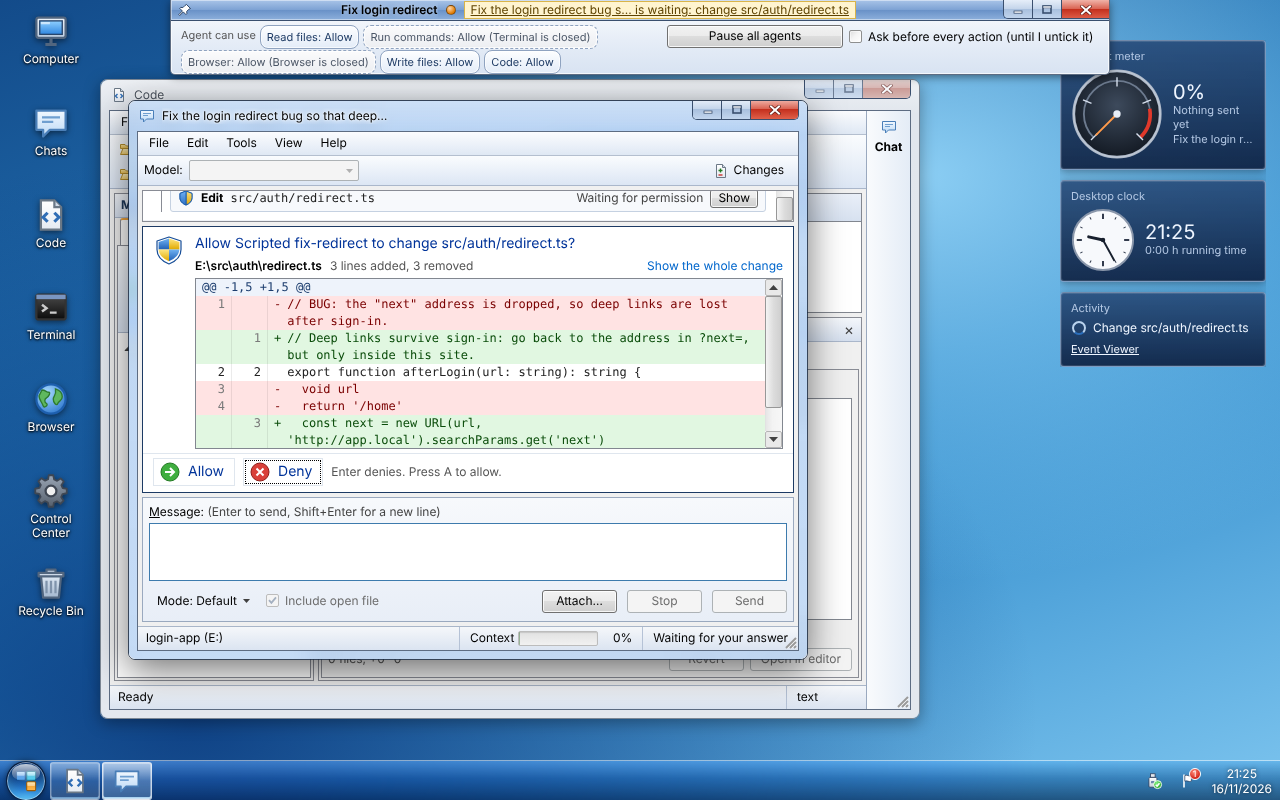 Fix login redirect
Fix the login redirect bug s... is waiting: change src/auth/redirect.ts
Agent can use
Read files: Allow
Run commands: Allow (Terminal is closed)
Browser: Allow (Browser is closed)
Write files: Allow
Code: Allow
Pause all agents
Ask before every action (until I untick it)
Computer
Chats
Code
Terminal
Browser
Control
Center
Recycle Bin
Code
Chat
Fix the login redirect bug so that deep...
File
Edit
Tools
View
Help
Model:
Changes
Edit src/auth/redirect.ts
Waiting for permission
Show
Allow Scripted fix-redirect to change src/auth/redirect.ts?
E:\src\auth\redirect.ts 3 lines added, 3 removed
Show the whole change
@@ -1,5 +1,5 @@
1 - // BUG: the "next" address is dropped, so deep links are lost
after sign-in.
1 + // Deep links survive sign-in: go back to the address in ?next=,
but only inside this site.
2 2 export function afterLogin(url: string): string {
3 - void url
4 - return '/home'
3 + const next = new URL(url,
'http://app.local').searchParams.get('next')
Allow
Deny
Enter denies. Press A to allow.
Message: (Enter to send, Shift+Enter for a new line)
Mode: Default
Include open file
Attach...
Stop
Send
login-app (E:)
Context
0%
Waiting for your answer
Open in editor
Ready
text
meter
0%
Nothing sent
yet
Fix the login r...
Desktop clock
21:25
0:00 h running time
Activity
Change src/auth/redirect.ts
Event Viewer
1
21:25
16/11/2026